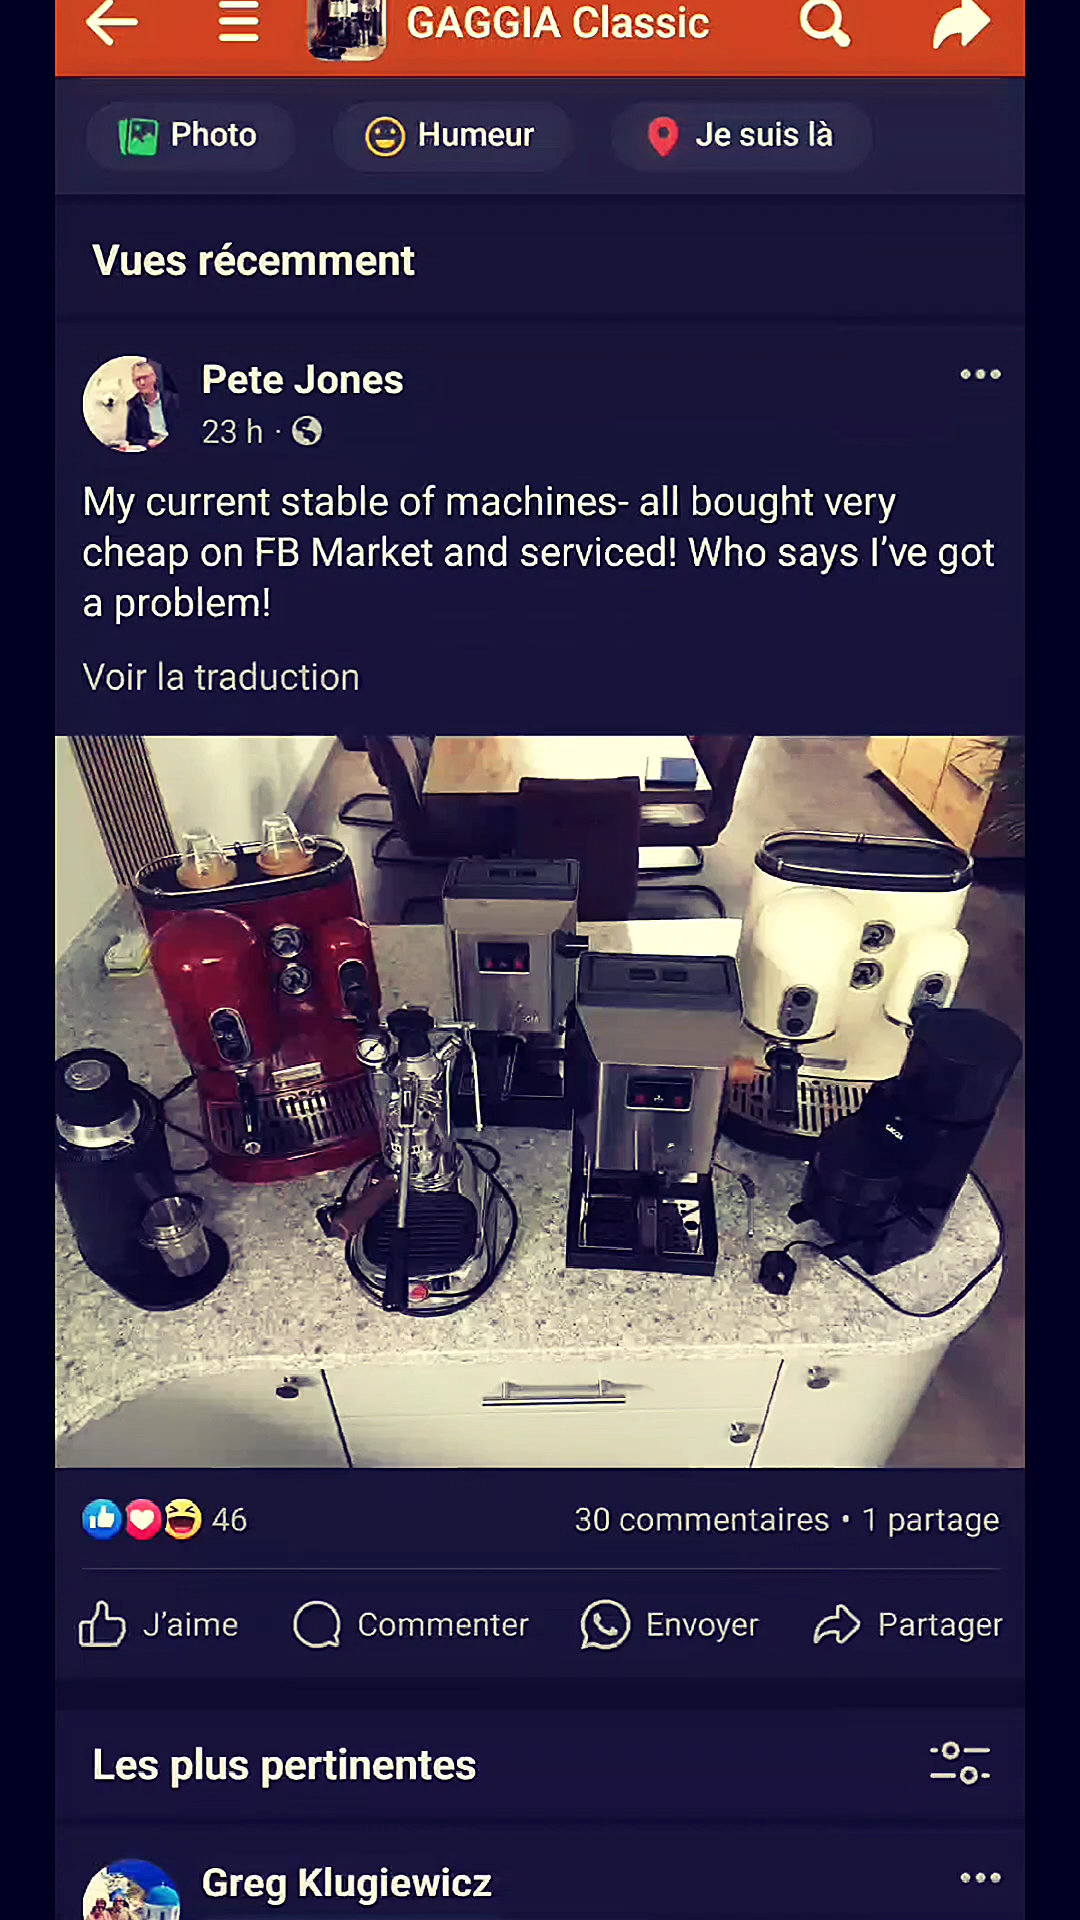 GAGGIA Classic
Photo
Humeur
Je suis là
Vues récemment
Pete Jones
23 h ·
My current stable of machines- all bought very
cheap on FB Market and serviced! Who says I’ve got
a problem!
Voir la traduction
46
30 commentaires • 1 partage
J’aime
Commenter
Envoyer
Partager
Les plus pertinentes
Greg Klugiewicz